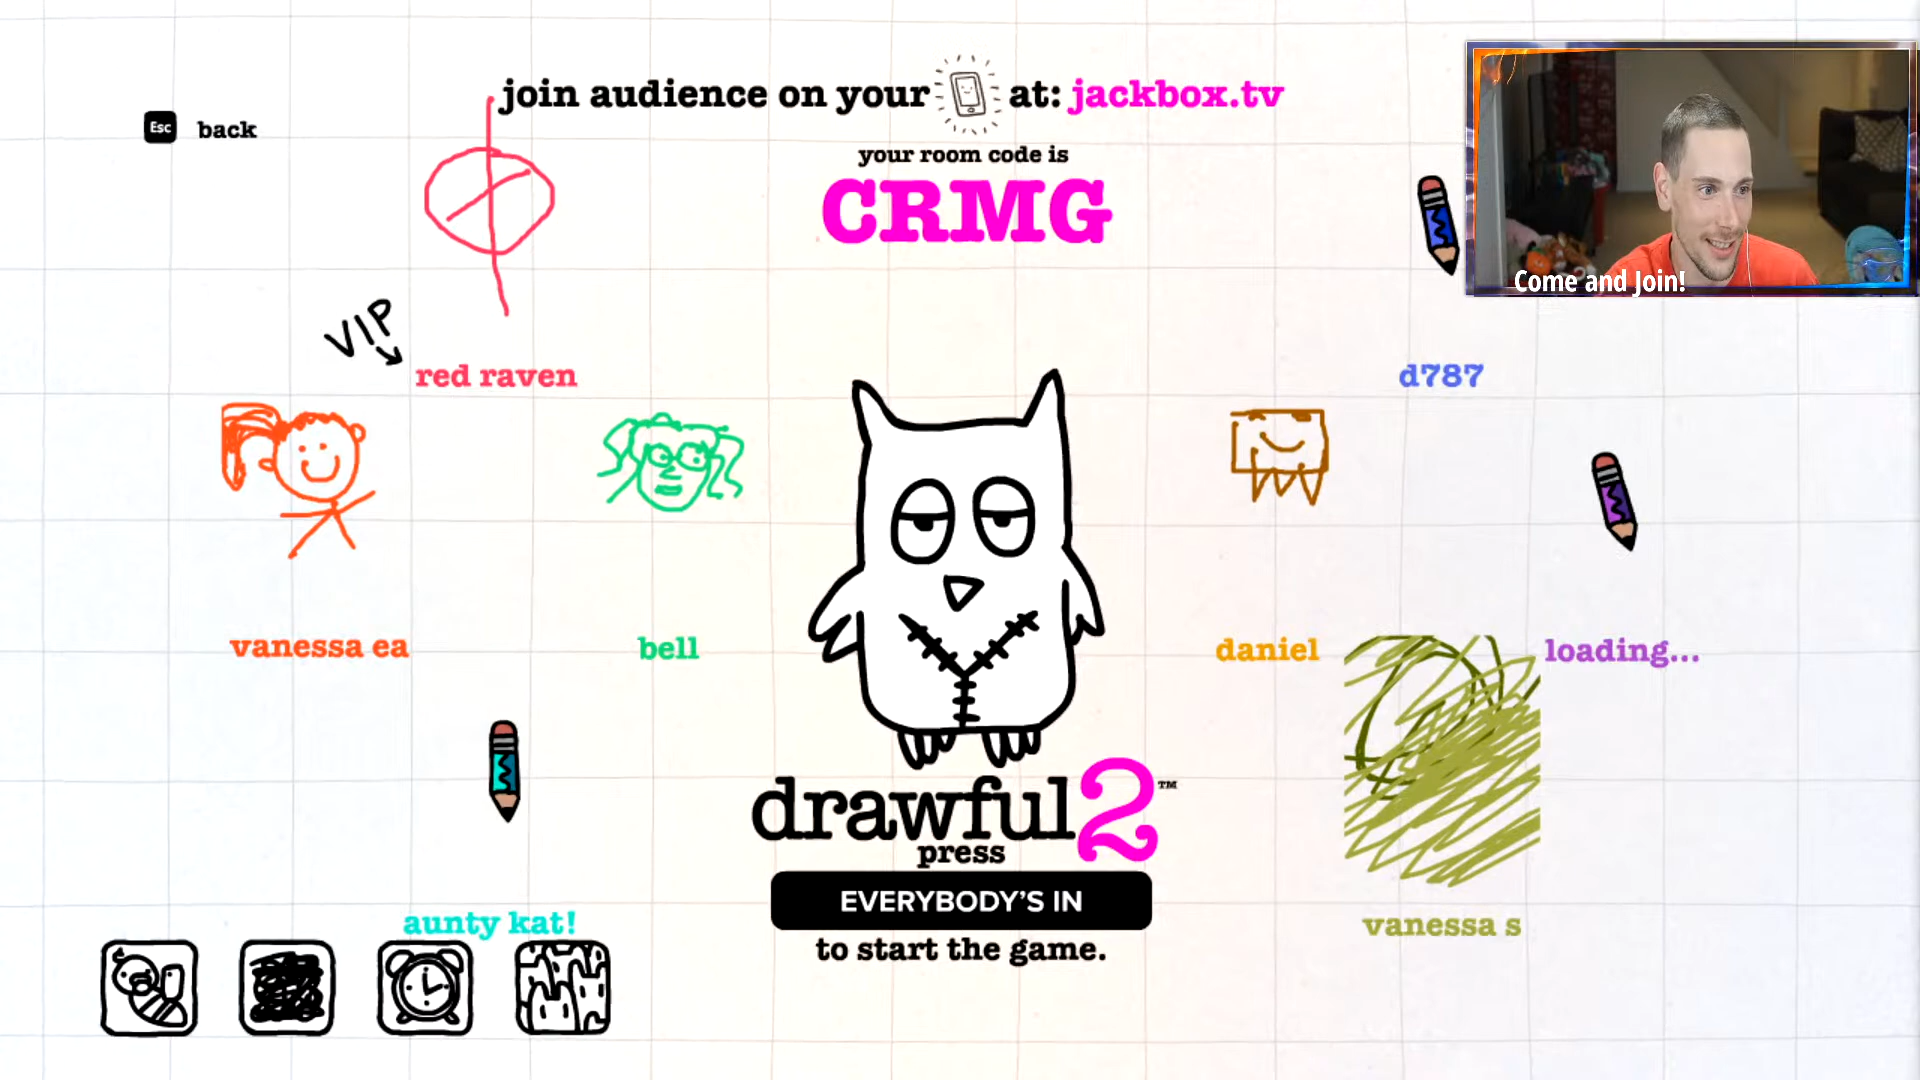 join audience on your at: jackbox.tv
Esc back
your room code is
CRMG
Come and Join!
VIP
red raven
d787
vanessa ea
bell
daniel
loading...
drawful 2 ™
press
EVERYBODY'S IN
to start the game.
aunty kat!
vanessa s